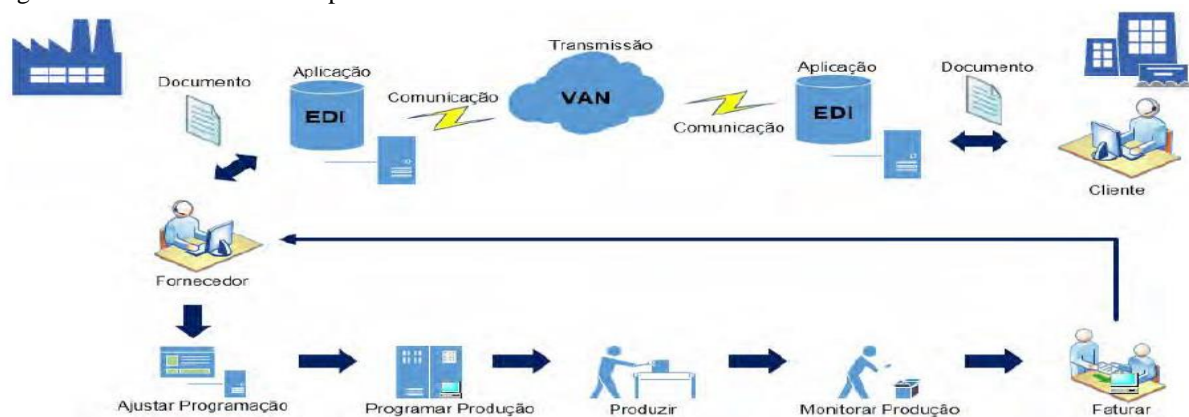 Transmissão
Documento
Aplicação
EDI
Comunicação
VAN
Comunicação
Aplicação
EDI
Documento
Cliente
Fornecedor
Ajustar Programação
Programar Produção
Produzir
Monitorar Produção
Faturar